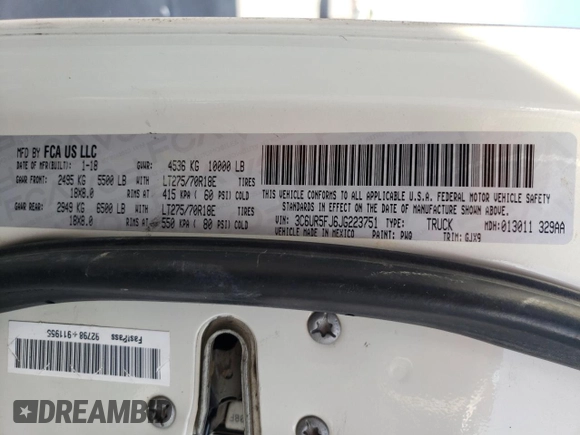 MFD BY FCA US LLC
DATE OF MFR(BUILT): 1-18 GVWR: 4536 KG 10000 LB
GAWR FRONT: 2495 KG 5500 LB WITH LT275/70R18E TIRES
18X8.0 RIMS AT 415 KPA ( 60 PSI) COLD
GAWR REAR: 2949 KG 6500 LB WITH LT275/70R18E TIRES
18X8.0 RIMS AT 550 KPA ( 80 PSI) COLD
THIS VEHICLE CONFORMS TO ALL APPLICABLE U.S.A. FEDERAL MOTOR VEHICLE SAFETY
STANDARDS IN EFFECT ON THE DATE OF MANUFACTURE SHOWN ABOVE.
VIN: 3C6UR5FJ6JG223751 TYPE: TRUCK MDH: 013011 329AA
VEHICLE MADE IN MEXICO PAINT: PW9 TRIM: GJX9
FastPass 92798-911955
DREAMBID